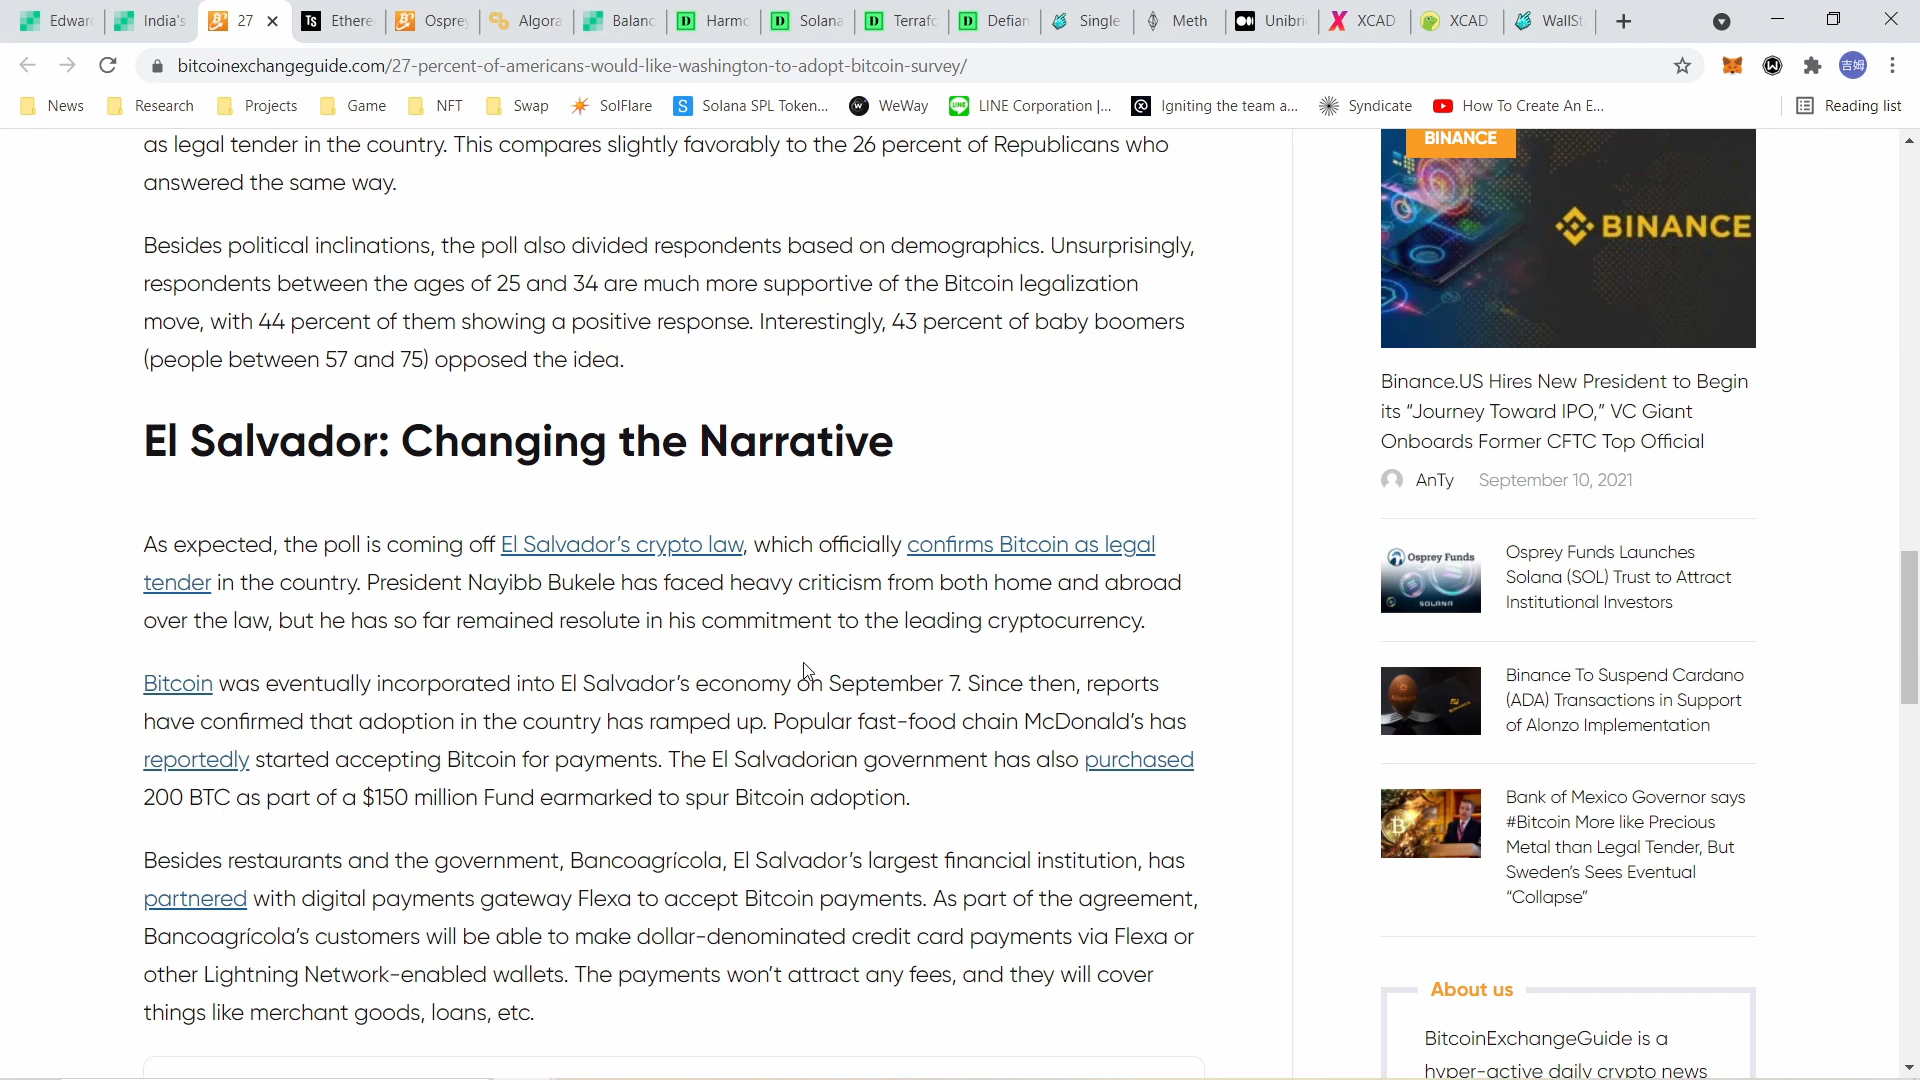 Edward
India's
27
Ethere
Osprey
Algora
Balanc
Harmo
Solana
Terrafo
Defian
Single
Meth
Unibri
XCAD
XCAD
WallSt
bitcoinexchangeguide.com/27-percent-of-americans-would-like-washington-to-adopt-bitcoin-survey/
吉姆
News
Research
Projects
Game
NFT
Swap
SolFlare
Solana SPL Token...
WeWay
LINE Corporation |...
Igniting the team a...
Syndicate
How To Create An E...
Reading list
as legal tender in the country. This compares slightly favorably to the 26 percent of Republicans who
answered the same way.
Besides political inclinations, the poll also divided respondents based on demographics. Unsurprisingly,
respondents between the ages of 25 and 34 are much more supportive of the Bitcoin legalization
move, with 44 percent of them showing a positive response. Interestingly, 43 percent of baby boomers
(people between 57 and 75) opposed the idea.
El Salvador: Changing the Narrative
As expected, the poll is coming off El Salvador's crypto law, which officially confirms Bitcoin as legal
tender in the country. President Nayibb Bukele has faced heavy criticism from both home and abroad
over the law, but he has so far remained resolute in his commitment to the leading cryptocurrency.
Bitcoin was eventually incorporated into El Salvador's economy on September 7. Since then, reports
have confirmed that adoption in the country has ramped up. Popular fast-food chain McDonald's has
reportedly started accepting Bitcoin for payments. The El Salvadorian government has also purchased
200 BTC as part of a $150 million Fund earmarked to spur Bitcoin adoption.
Besides restaurants and the government, Bancoagrícola, El Salvador's largest financial institution, has
partnered with digital payments gateway Flexa to accept Bitcoin payments. As part of the agreement,
Bancoagrícola's customers will be able to make dollar-denominated credit card payments via Flexa or
other Lightning Network-enabled wallets. The payments won't attract any fees, and they will cover
things like merchant goods, loans, etc.
BINANCE
BINANCE
Binance.US Hires New President to Begin
its “Journey Toward IPO,” VC Giant
Onboards Former CFTC Top Official
AnTy September 10, 2021
Osprey Funds
SOLANA
Osprey Funds Launches
Solana (SOL) Trust to Attract
Institutional Investors
Binance To Suspend Cardano
(ADA) Transactions in Support
of Alonzo Implementation
Bank of Mexico Governor says
#Bitcoin More like Precious
Metal than Legal Tender, But
Sweden's Sees Eventual
“Collapse”
About us
BitcoinExchangeGuide is a
hyper-active daily crypto news